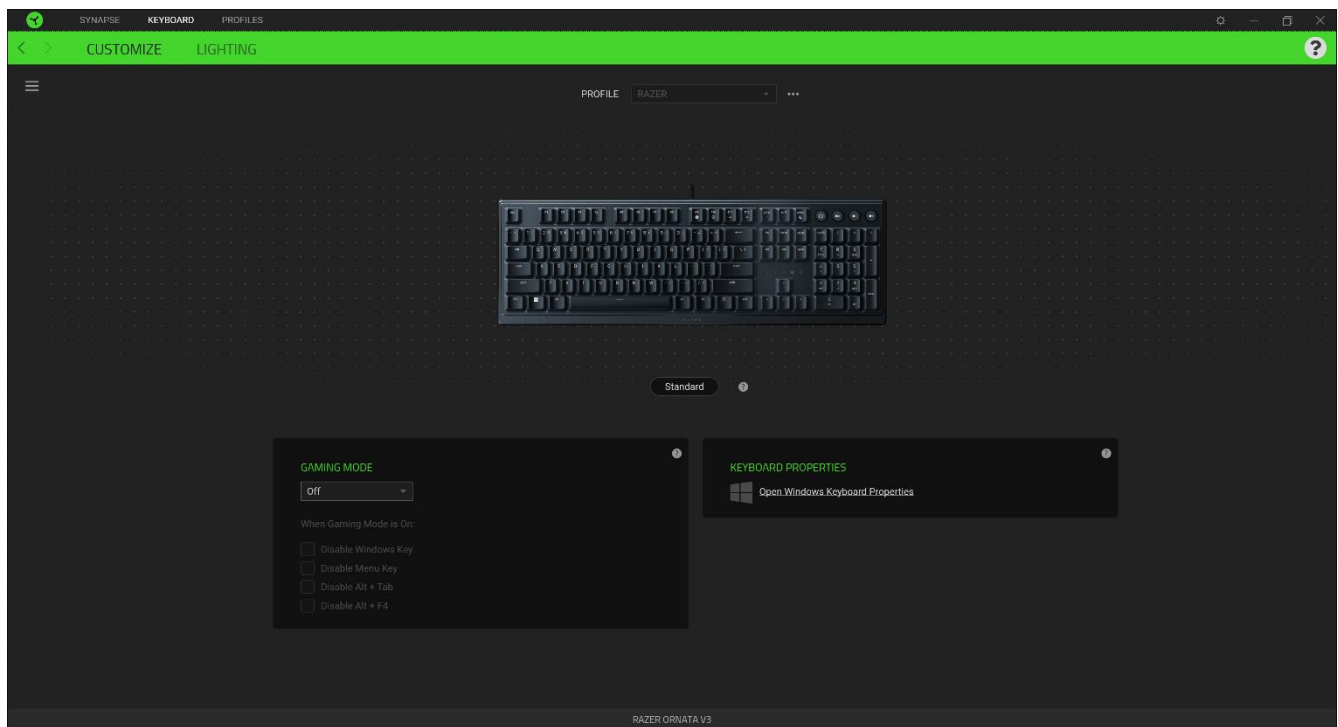 SYNAPSE KEYBOARD PROFILES
CUSTOMIZE LIGHTING
PROFILE RAZER
Standard
GAMING MODE
Off
When Gaming Mode is On:
Disable Windows Key
Disable Menu Key
Disable Alt + Tab
Disable Alt + F4
KEYBOARD PROPERTIES
Open Windows Keyboard Properties
RAZER ORNATA V3